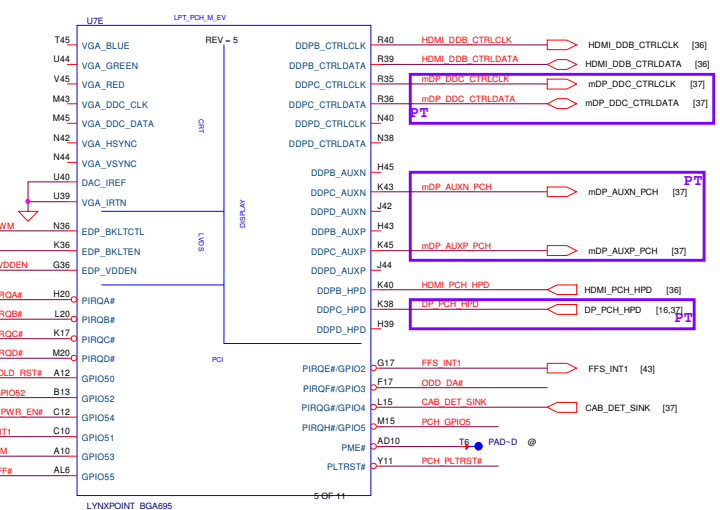 U7E
LPT_PCH_M_EV
REV = 5
T45 VGA_BLUE
U44 VGA_GREEN
V45 VGA_RED
M43 VGA_DDC_CLK
M45 VGA_DDC_DATA
N42 VGA_HSYNC
N44 VGA_VSYNC
U40 DAC_IREF
U39 VGA_IRTN
WM N36 EDP_BKLTCTL
K36 EDP_BKLTEN
VDDEN G36 EDP_VDDEN
RQA# H20 PIRQA#
RQB# L20 PIRQB#
RQC# K17 PIRQC#
RQD# M20 PIRQD#
OLD_RST# A12 GPIO50
PIO52 B13 GPIO52
PWR_EN# C12 GPIO54
NT1 C10 GPIO51
M A10 GPIO53
FF# AL6 GPIO55
CRT
LVDS
DISPLAY
PCI
DDPB_CTRLCLK R40 HDMI_DDB_CTRLCLK HDMI_DDB_CTRLCLK [36]
DDPB_CTRLDATA R39 HDMI_DDB_CTRLDATA HDMI_DDB_CTRLDATA [36]
DDPC_CTRLCLK R35 mDP_DDC_CTRLCLK mDP_DDC_CTRLCLK [37]
DDPC_CTRLDATA R36 mDP_DDC_CTRLDATA mDP_DDC_CTRLDATA [37]
PT
DDPD_CTRLCLK N40
DDPD_CTRLDATA N38
DDPB_AUXN H45
PT
DDPC_AUXN K43 mDP_AUXN_PCH mDP_AUXN_PCH [37]
DDPD_AUXN J42
DDPB_AUXP H43
DDPC_AUXP K45 mDP_AUXP_PCH mDP_AUXP_PCH [37]
DDPD_AUXP J44
DDPB_HPD K40 HDMI_PCH_HPD HDMI_PCH_HPD [36]
DDPC_HPD K38 DP_PCH_HPD DP_PCH_HPD [16,37]
PT
DDPD_HPD H39
PIRQE#/GPIO2 G17 FFS_INT1 FFS_INT1 [43]
PIRQF#/GPIO3 F17 ODD_DA#
PIRQG#/GPIO4 L15 CAB_DET_SINK CAB_DET_SINK [37]
PIRQH#/GPIO5 M15 PCH_GPIO5
PME# AD10 T6 PAD~D @
PLTRST# Y11 PCH_PLTRST#
5 OF 11
LYNXPOINT_BGA695